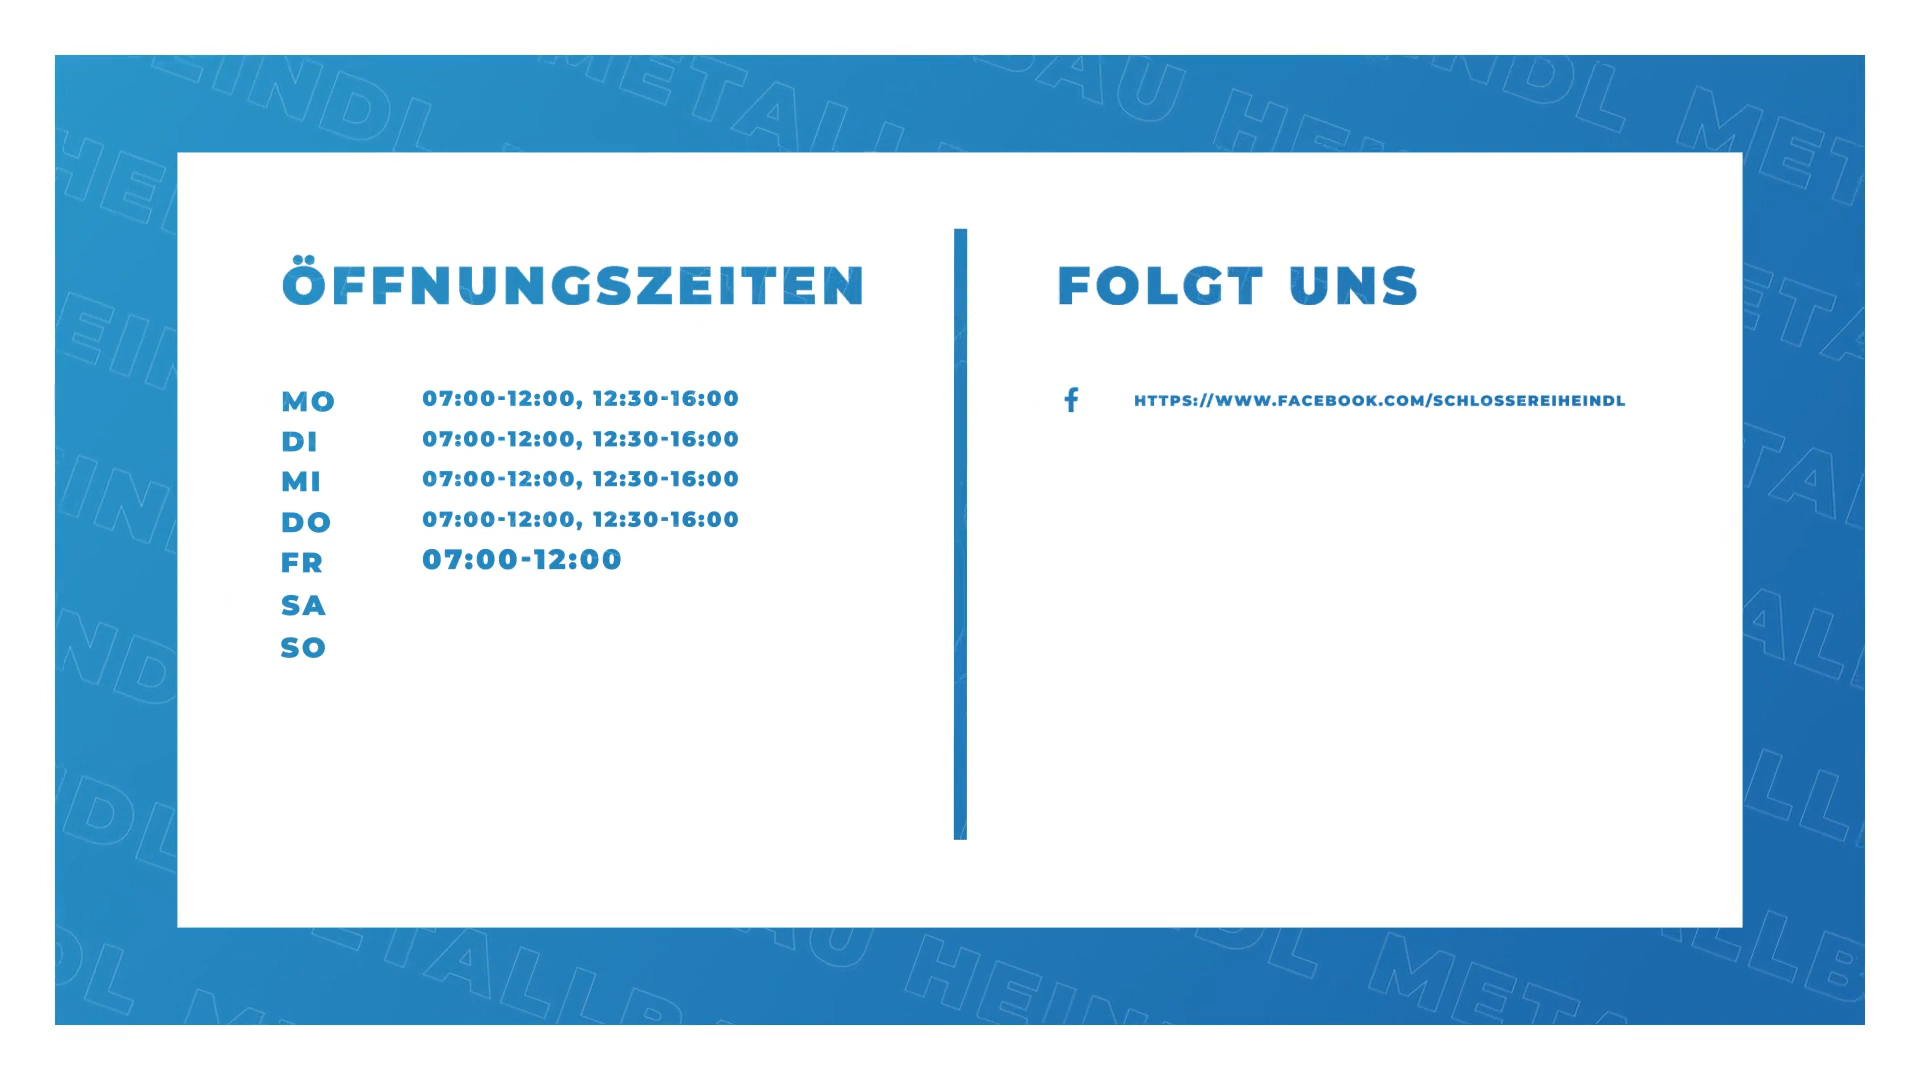 ÖFFNUNGSZEITEN
MO 07:00-12:00, 12:30-16:00
DI 07:00-12:00, 12:30-16:00
MI 07:00-12:00, 12:30-16:00
DO 07:00-12:00, 12:30-16:00
FR 07:00-12:00
SA
SO
FOLGT UNS
HTTPS://WWW.FACEBOOK.COM/SCHLOSSEREIHEINDL